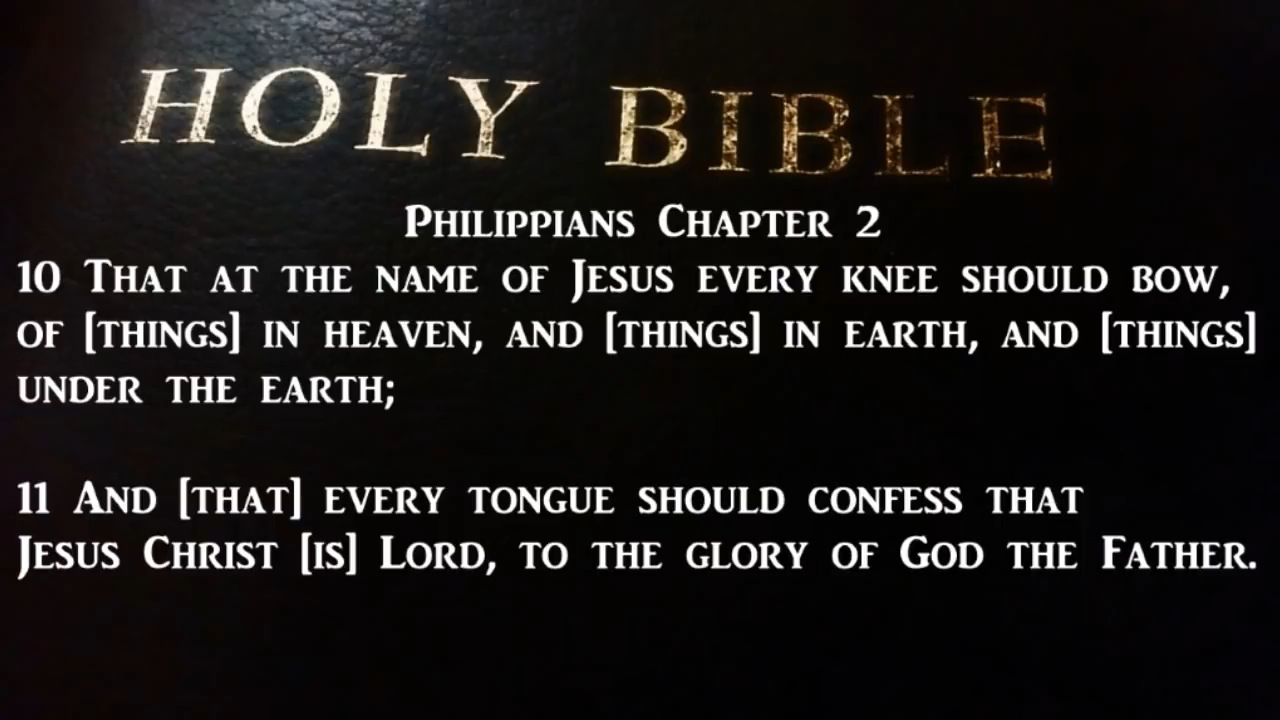 HOLY BIBLE
Philippians Chapter 2
10 That at the name of Jesus every knee should bow,
of [things] in heaven, and [things] in earth, and [things]
under the earth;
11 And [that] every tongue should confess that
Jesus Christ [is] Lord, to the glory of God the Father.